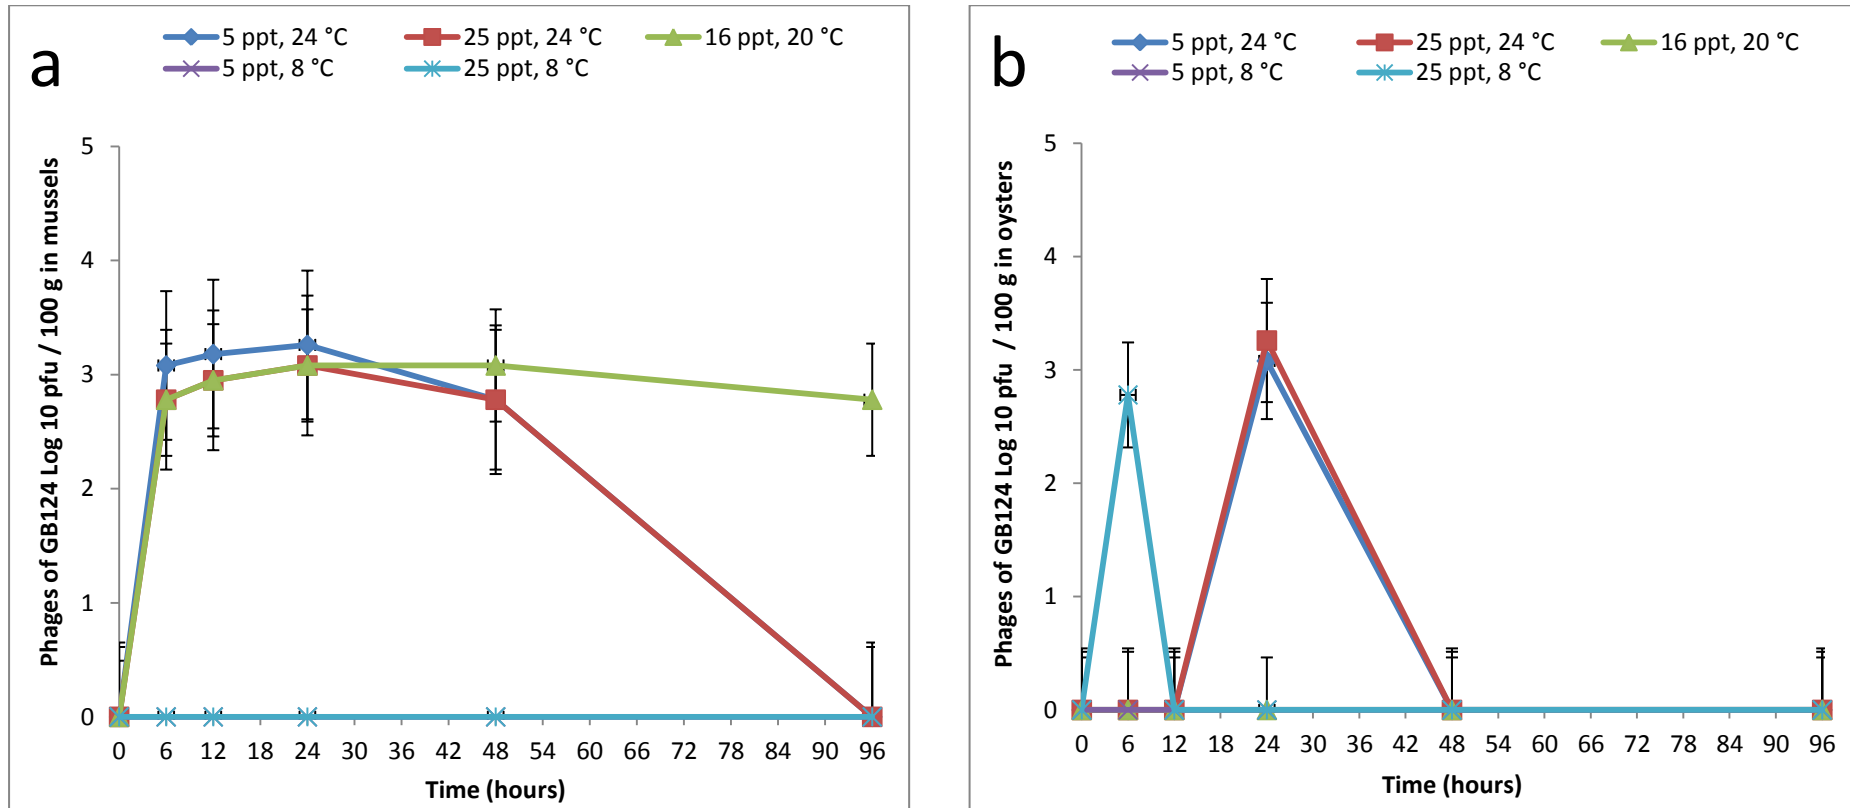 a
5 ppt, 24 °C 25 ppt, 24 °C 16 ppt, 20 °C
5 ppt, 8 °C 25 ppt, 8 °C
Phages of GB124 Log 10 pfu / 100 g in mussels
5
4
3
2
1
0
0 6 12 18 24 30 36 42 48 54 60 66 72 78 84 90 96
Time (hours)
b
5 ppt, 24 °C 25 ppt, 24 °C 16 ppt, 20 °C
5 ppt, 8 °C 25 ppt, 8 °C
Phages of GB124 Log 10 pfu / 100 g in oysters
5
4
3
2
1
0
0 6 12 18 24 30 36 42 48 54 60 66 72 78 84 90 96
Time (hours)